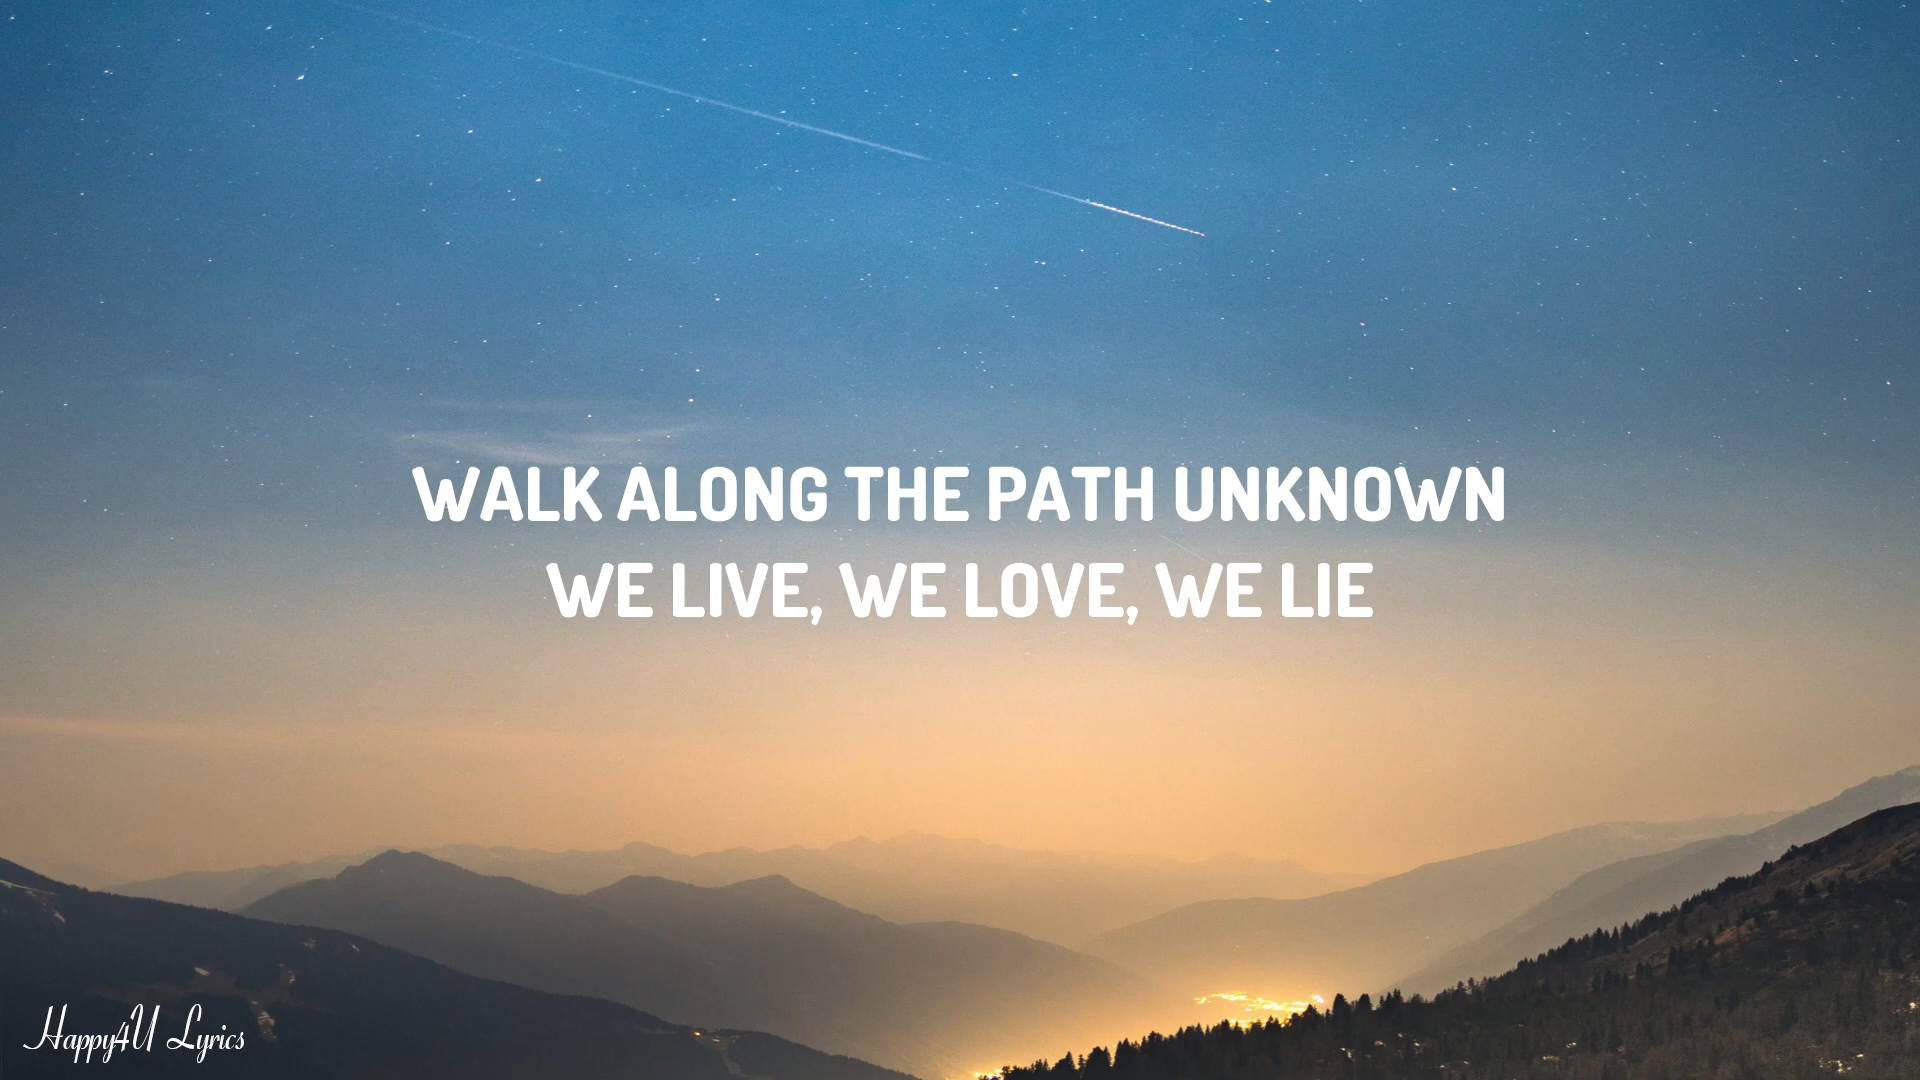 WALK ALONG THE PATH UNKNOWN
WE LIVE, WE LOVE, WE LIE
Happy4U Lyrics